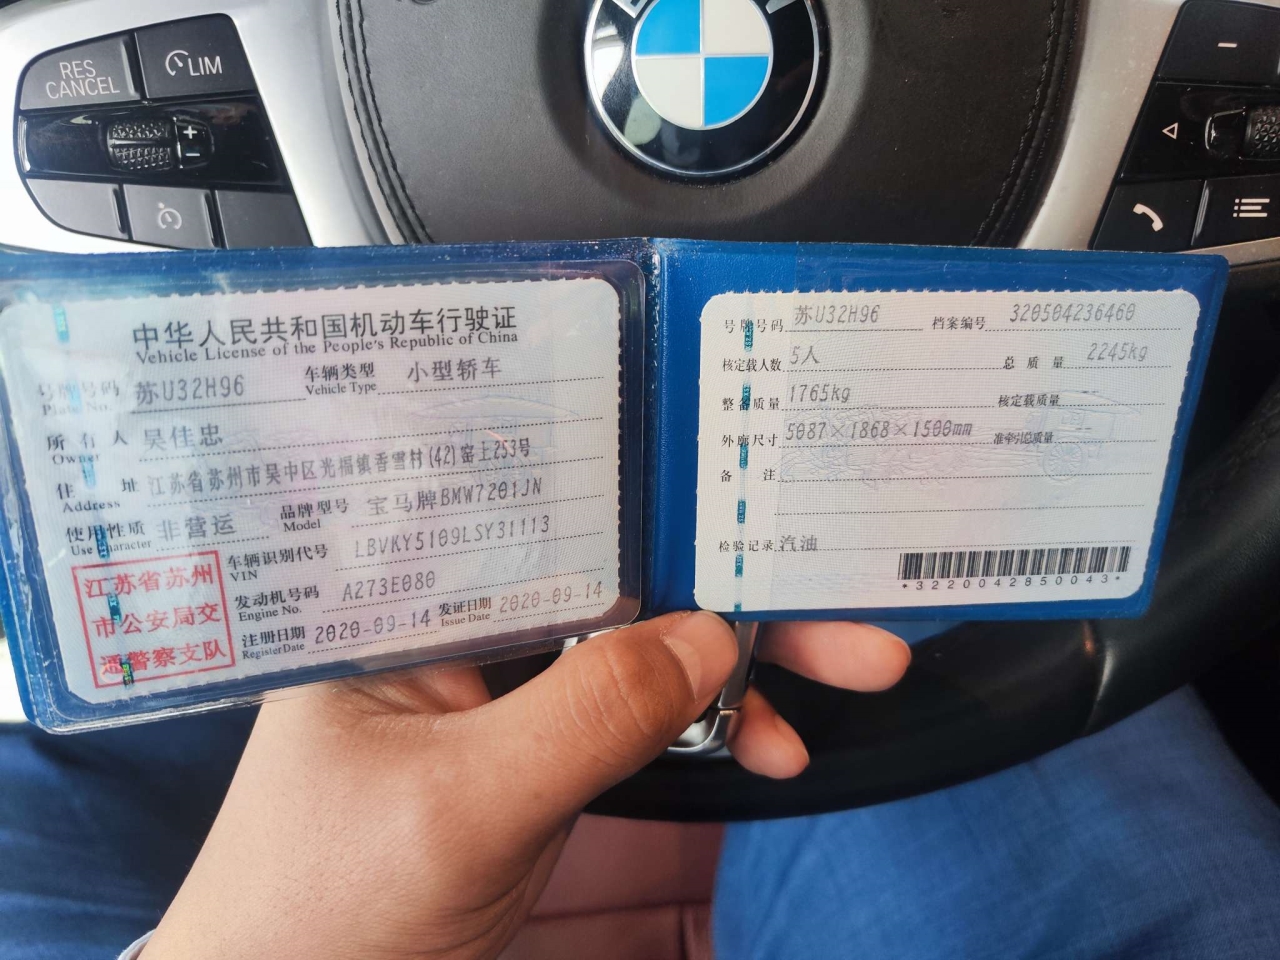 RES
CANCEL
LIM
中华人民共和国机动车行驶证
Vehicle License of the People's Republic of China
号牌号码 苏U32H96 车辆类型 小型轿车
Plate No. Vehicle Type
所有人 吴佳忠
Owner
住址 江苏省苏州市吴中区光福镇香雪村(42)窑上253号
Address
使用性质 非营运 品牌型号 宝马牌BMW7201JN
Use Character Model
车辆识别代号 LBVKY5109LSY31113
VIN
发动机号码 A273E080
Engine No.
注册日期 2020-09-14 发证日期 2020-09-14
Register Date Issue Date
江苏省苏州
市公安局交
通警察支队
号牌号码 苏U32H96 档案编号 320504236460
核定载人数 5人 总质量 2245kg
整备质量 1765kg 核定载质量 --
外廓尺寸 5087×1868×1500mm 准牵引总质量 --
备注
检验记录 汽油
*3220042850043*